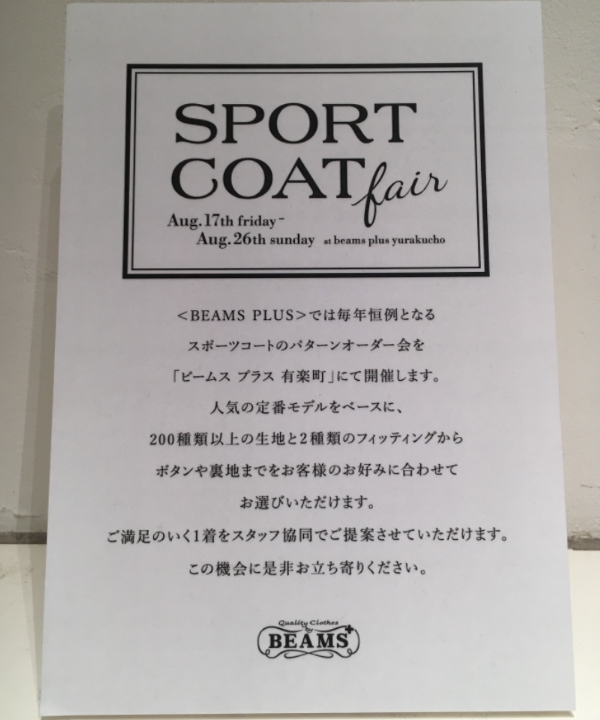 SPORT
COAT fair
Aug.17th friday-
Aug.26th sunday at beams plus yurakucho
<BEAMS PLUS>では毎年恒例となる
スポーツコートのパターンオーダー会を
「ビームス プラス 有楽町」にて開催します。
人気の定番モデルをベースに、
200種類以上の生地と2種類のフィッティングから
ボタンや裏地までをお客様のお好みに合わせて
お選びいただけます。
ご満足のいく1着をスタッフ協同でご提案させていただけます。
この機会に是非お立ち寄りください。
Quality Clothes
BEAMS+